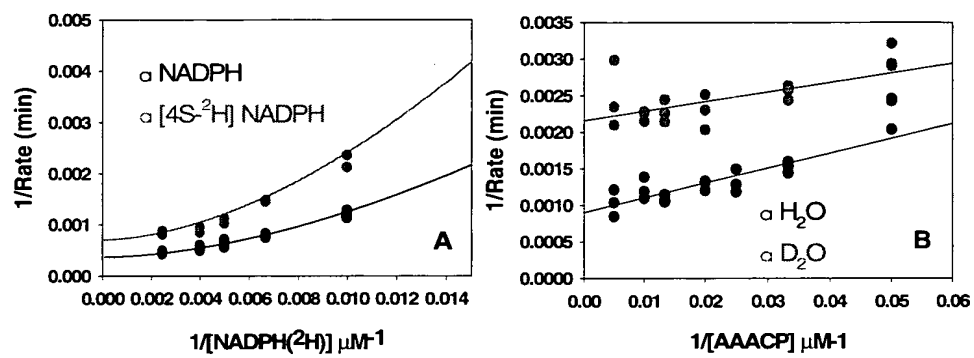 0.005
0.004
0.003
0.002
0.001
0.000
1/Rate (min)
ɑ NADPH
ɑ [4S-²H] NADPH
A
0.000 0.002 0.004 0.006 0.008 0.010 0.012 0.014
1/[NADPH(²H)] µM⁻¹
0.0035
0.0030
0.0025
0.0020
0.0015
0.0010
0.0005
0.0000
1/Rate (min)
ɑ H₂O
ɑ D₂O
B
0.00 0.01 0.02 0.03 0.04 0.05 0.06
1/[AAACP] µM-1